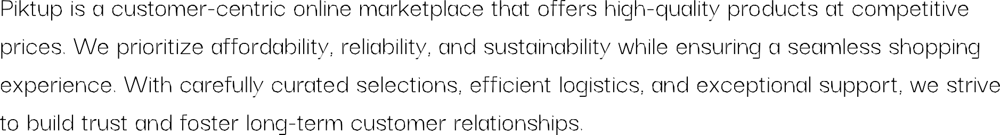 Piktup is a customer-centric online marketplace that offers high-quality products at competitive
prices. We prioritize affordability, reliability, and sustainability while ensuring a seamless shopping
experience. With carefully curated selections, efficient logistics, and exceptional support, we strive
to build trust and foster long-term customer relationships.